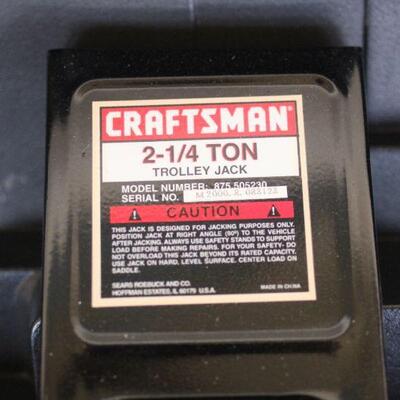 CRAFTSMAN®
2-1/4 TON
TROLLEY JACK
MODEL NUMBER: 875.505230
SERIAL NO. M2000.2.022122
CAUTION
THIS JACK IS DESIGNED FOR JACKING PURPOSES ONLY.
POSITION JACK AT RIGHT ANGLE (90º) TO THE VEHICLE
AFTER JACKING. ALWAYS USE SAFETY STANDS TO SUPPORT
LOAD BEFORE MAKING REPAIRS. FOR YOUR SAFETY- DO
NOT OVERLOAD THIS JACK BEYOND ITS RATED CAPACITY.
USE JACK ON HARD, LEVEL SURFACE. CENTER LOAD ON
SADDLE.
SEARS ROEBUCK AND CO.
HOFFMAN ESTATES, IL 60179 U.S.A.
MADE IN CHINA